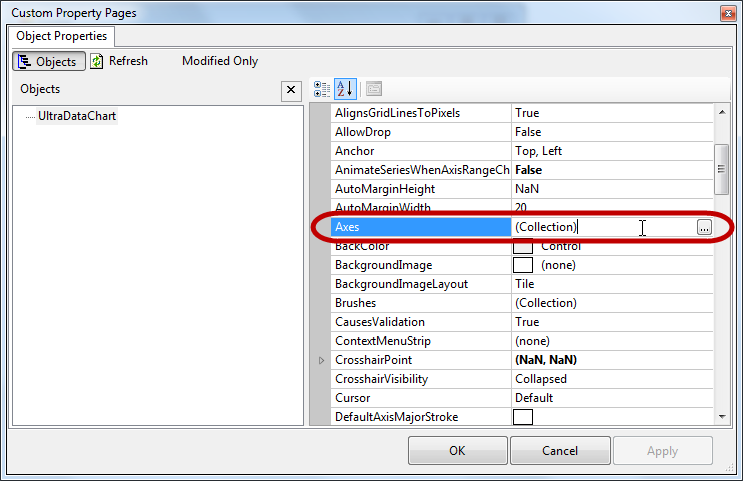 Custom Property Pages
Object Properties
Objects Refresh Modified Only
Objects
UltraDataChart
AlignsGridLinesToPixels True
AllowDrop False
Anchor Top, Left
AnimateSeriesWhenAxisRangeCh False
AutoMarginHeight NaN
AutoMarginWidth 20
Axes (Collection) ...
BackColor Control
BackgroundImage (none)
BackgroundImageLayout Tile
Brushes (Collection)
CausesValidation True
ContextMenuStrip (none)
CrosshairPoint (NaN, NaN)
CrosshairVisibility Collapsed
Cursor Default
DefaultAxisMajorStroke
OK Cancel Apply